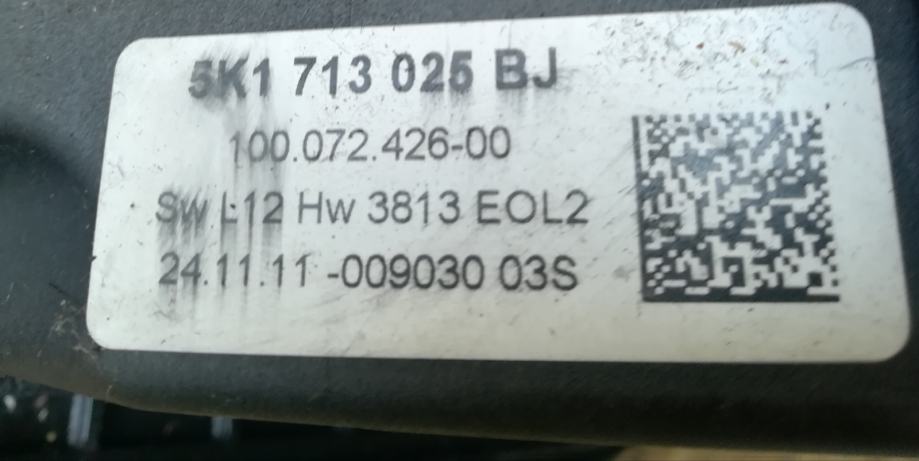 5K1 713 025 BJ
100.072.426-00
Sw L12 Hw 3813 EOL2
24.11.11 -009030 03S